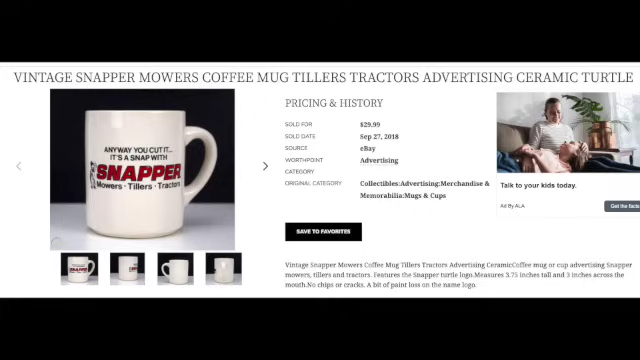 VINTAGE SNAPPER MOWERS COFFEE MUG TILLERS TRACTORS ADVERTISING CERAMIC TURTLE
ANYWAY YOU CUT IT...
IT'S A SNAP WITH
SNAPPER
Mowers · Tillers · Tractors
PRICING & HISTORY
SOLD FOR $29.99
SOLD DATE Sep 27, 2018
SOURCE eBay
WORTHPOINT Advertising
CATEGORY
ORIGINAL CATEGORY Collectibles:Advertising:Merchandise &
Memorabilia:Mugs & Cups
SAVE TO FAVORITES
Talk to your kids today.
Ad By ALA
Get the facts
Vintage Snapper Mowers Coffee Mug Tillers Tractors Advertising CeramicCoffee mug or cup advertising Snapper
mowers, tillers and tractors. Features the Snapper turtle logo.Measures 3.75 inches tall and 3 inches across the
mouth.No chips or cracks. A bit of paint loss on the name logo.